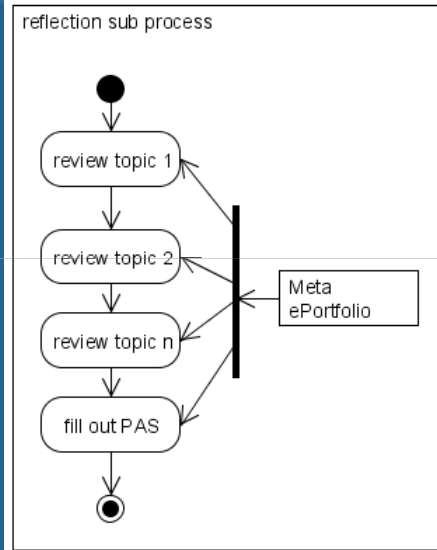 reflection sub process
review topic 1
review topic 2
Meta
ePortfolio
review topic n
fill out PAS